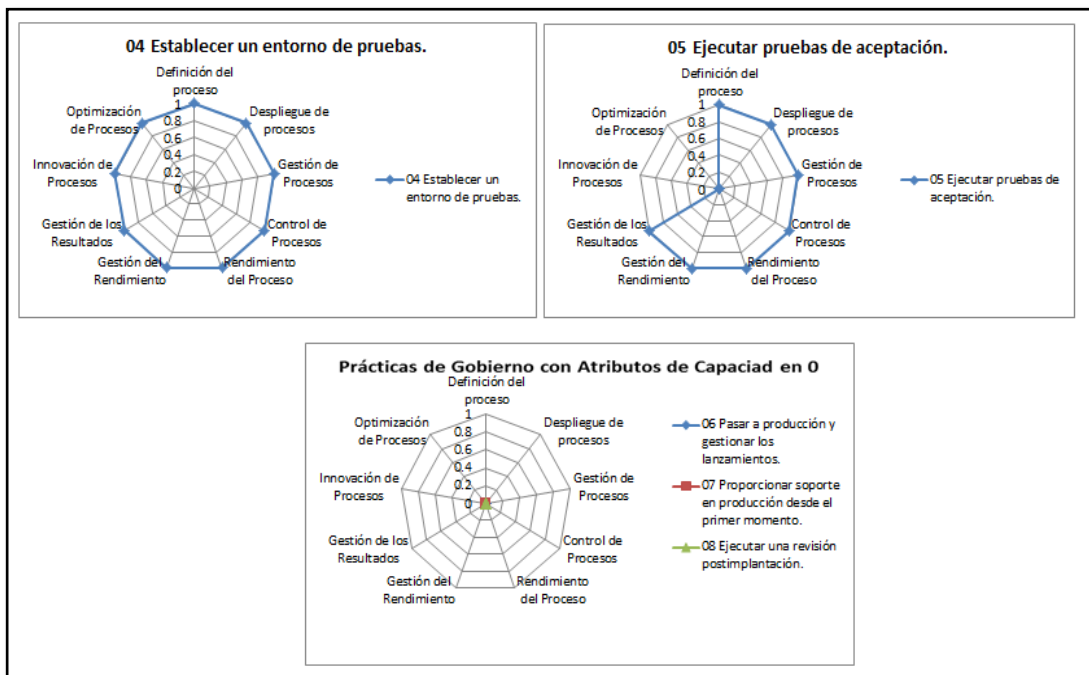 04 Establecer un entorno de pruebas.
Definición del
proceso
Despliegue de
procesos
Gestión de
Procesos
Control de
Procesos
Rendimiento
del Proceso
Gestión del
Rendimiento
Gestión de los
Resultados
Innovación de
Procesos
Optimización
de Procesos
1
0.8
0.6
0.4
0.2
0
04 Establecer un
entorno de pruebas.
05 Ejecutar pruebas de aceptación.
Definición del
proceso
Despliegue de
procesos
Gestión de
Procesos
Control de
Procesos
Rendimiento
del Proceso
Gestión del
Rendimiento
Gestión de los
Resultados
Innovación de
Procesos
Optimización
de Procesos
1
0.8
0.6
0.4
0.2
0
05 Ejecutar pruebas de
aceptación.
Prácticas de Gobierno con Atributos de Capaciad en 0
Definición del
proceso
Despliegue de
procesos
Gestión de
Procesos
Control de
Procesos
Rendimiento
del Proceso
Gestión del
Rendimiento
Gestión de los
Resultados
Innovación de
Procesos
Optimización
de Procesos
1
0.8
0.6
0.4
0.2
0
06 Pasar a producción y
gestionar los
lanzamientos.
07 Proporcionar soporte
en producción desde el
primer momento.
08 Ejecutar una revisión
postimplantación.